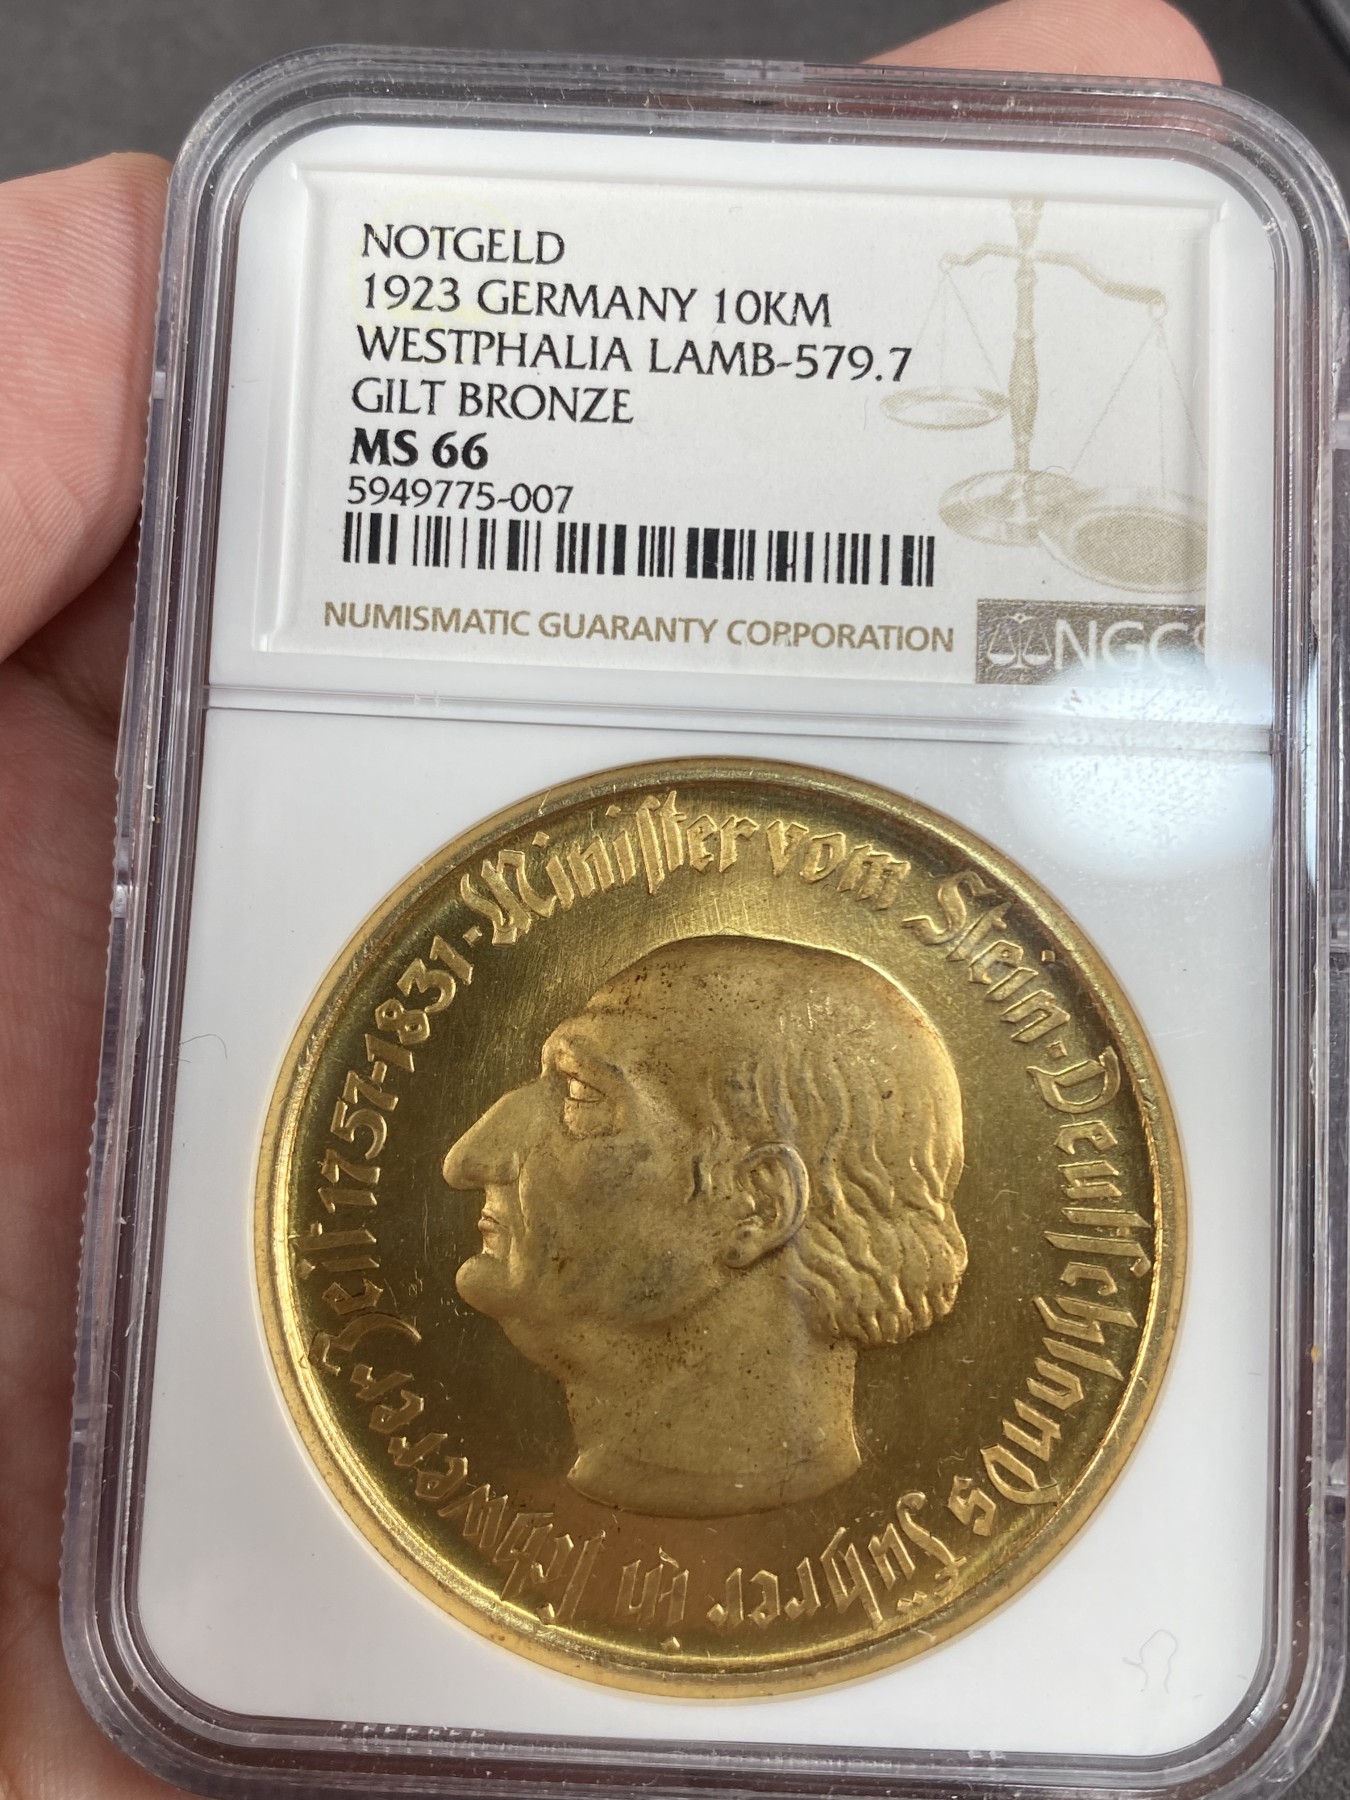 NOTGELD
1923 GERMANY 10KM
WESTPHALIA LAMB-579.7
GILT BRONZE
MS 66
5949775-007
NUMISMATIC GUARANTY CORPORATION
NGC
Minister vom Stein · Deutschlands Führer in schwerer Zeit 1757-1831 ·